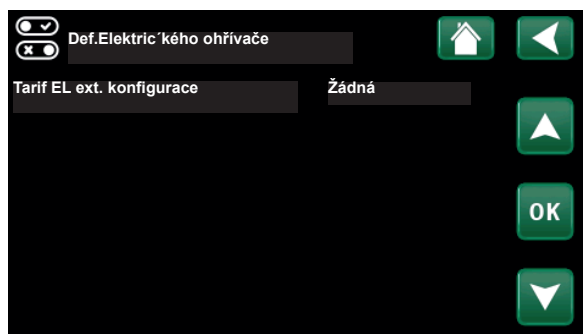 Def.Elektric´kého ohřívače
Tarif EL ext. konfigurace Žádná
OK